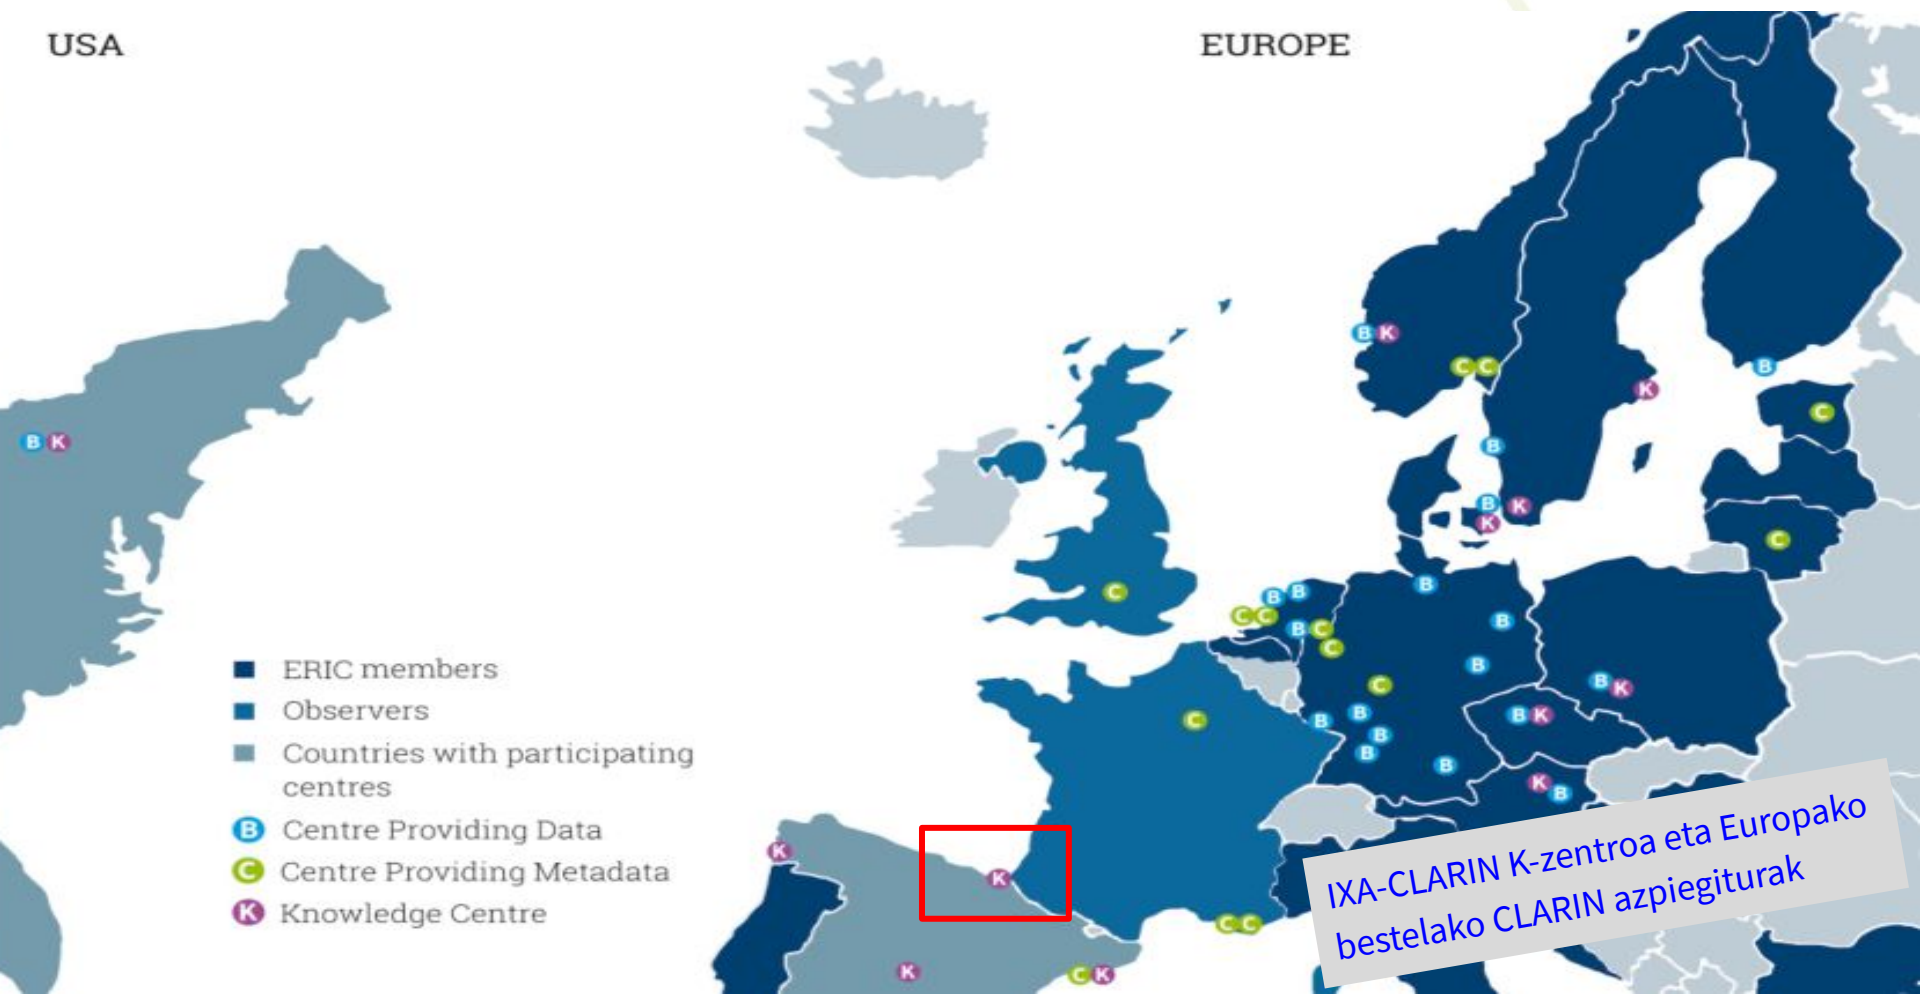 USA
EUROPE
B K
C C
B
K
C
B K
B
B
K
K
C
B
B
B
C
B
C C
B
B C
C
B
C
B K
B
B K
C
B
B
B
B
K
B
ERIC members
Observers
Countries with participating
centres
B Centre Providing Data
C Centre Providing Metadata
K Knowledge Centre
K
K
C C
K
C K
IXA-CLARIN K-zentroa eta Europako
bestelako CLARIN azpiegiturak